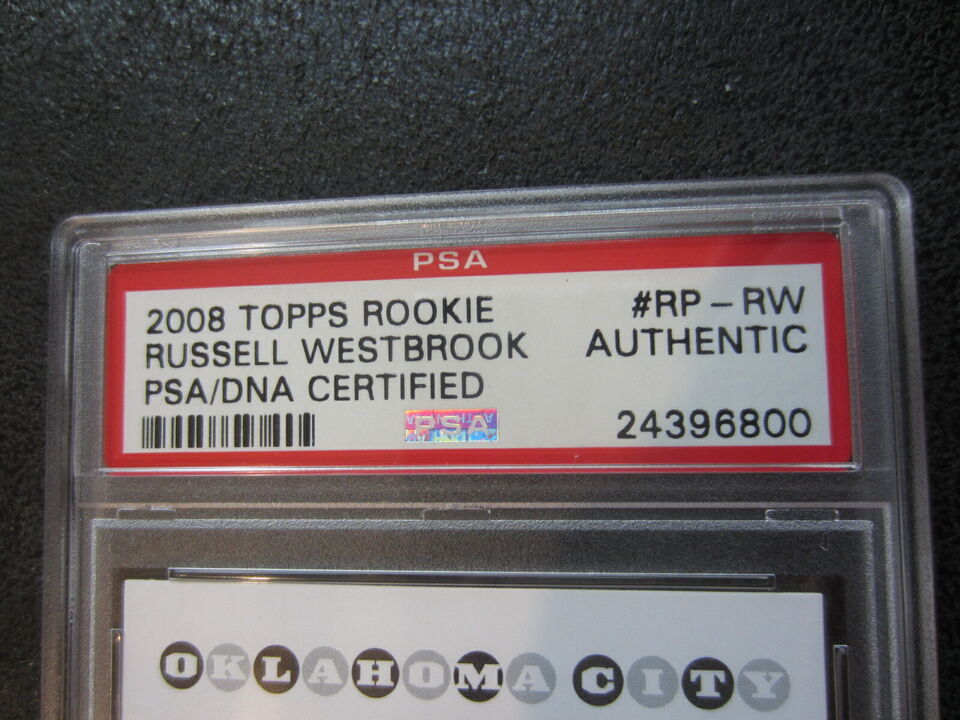 PSA
2008 TOPPS ROOKIE #RP-RW
RUSSELL WESTBROOK AUTHENTIC
PSA/DNA CERTIFIED
PSA 24396800
OKLAHOMA CITY